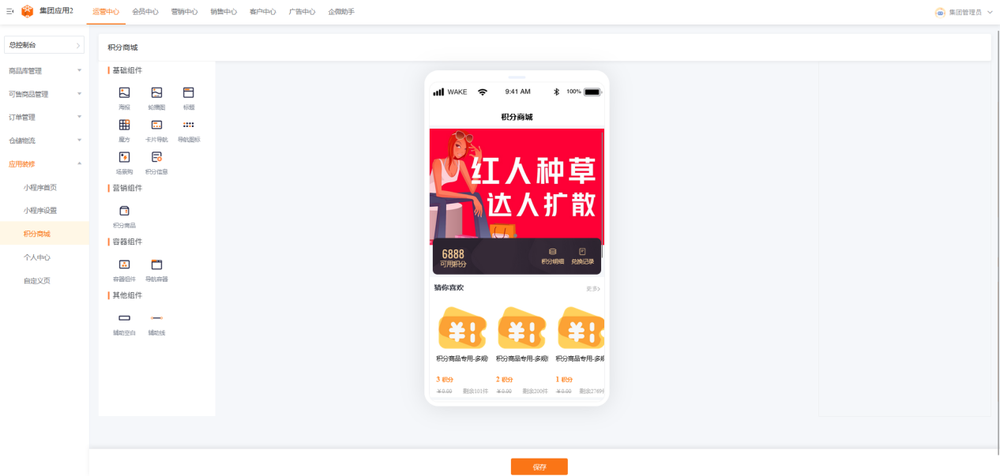 集团应用2 运营中心 会员中心 营销中心 销售中心 客户中心 广告中心 企微助手 集团管理员
总控制台
商品库管理
可售商品管理
订单管理
仓储物流
应用装修
小程序首页
小程序设置
积分商城
个人中心
自定义页
积分商城
基础组件
海报 轮播图 标题
魔方 卡片导航 导航图标
场景购 积分信息
营销组件
积分商品
容器组件
容器组件 导航容器
其他组件
辅助空白 辅助线
WAKE 9:41 AM 100%
积分商城
红人种草
达人扩散
6888
可用积分 积分明细 兑换记录
猜你喜欢 更多
积分商品专用-多规 积分商品专用-多规 积分商品专用-多规
3 积分 2 积分 1 积分
¥0.00 剩余101件 ¥0.00 剩余200件 ¥0.00 剩余2769件
保存